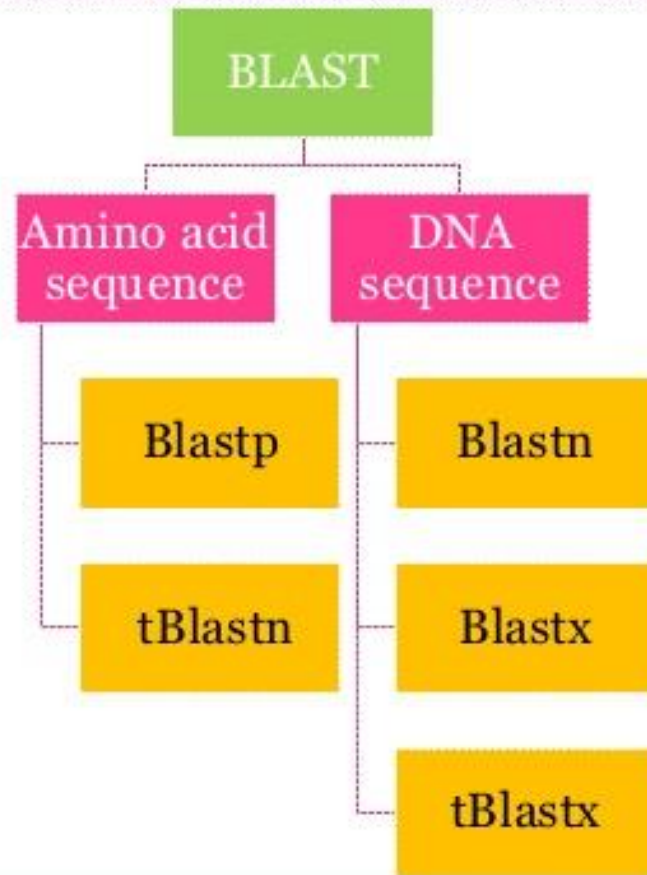 BLAST
Amino acid
sequence
DNA
sequence
Blastp
Blastn
tBlastn
Blastx
tBlastx